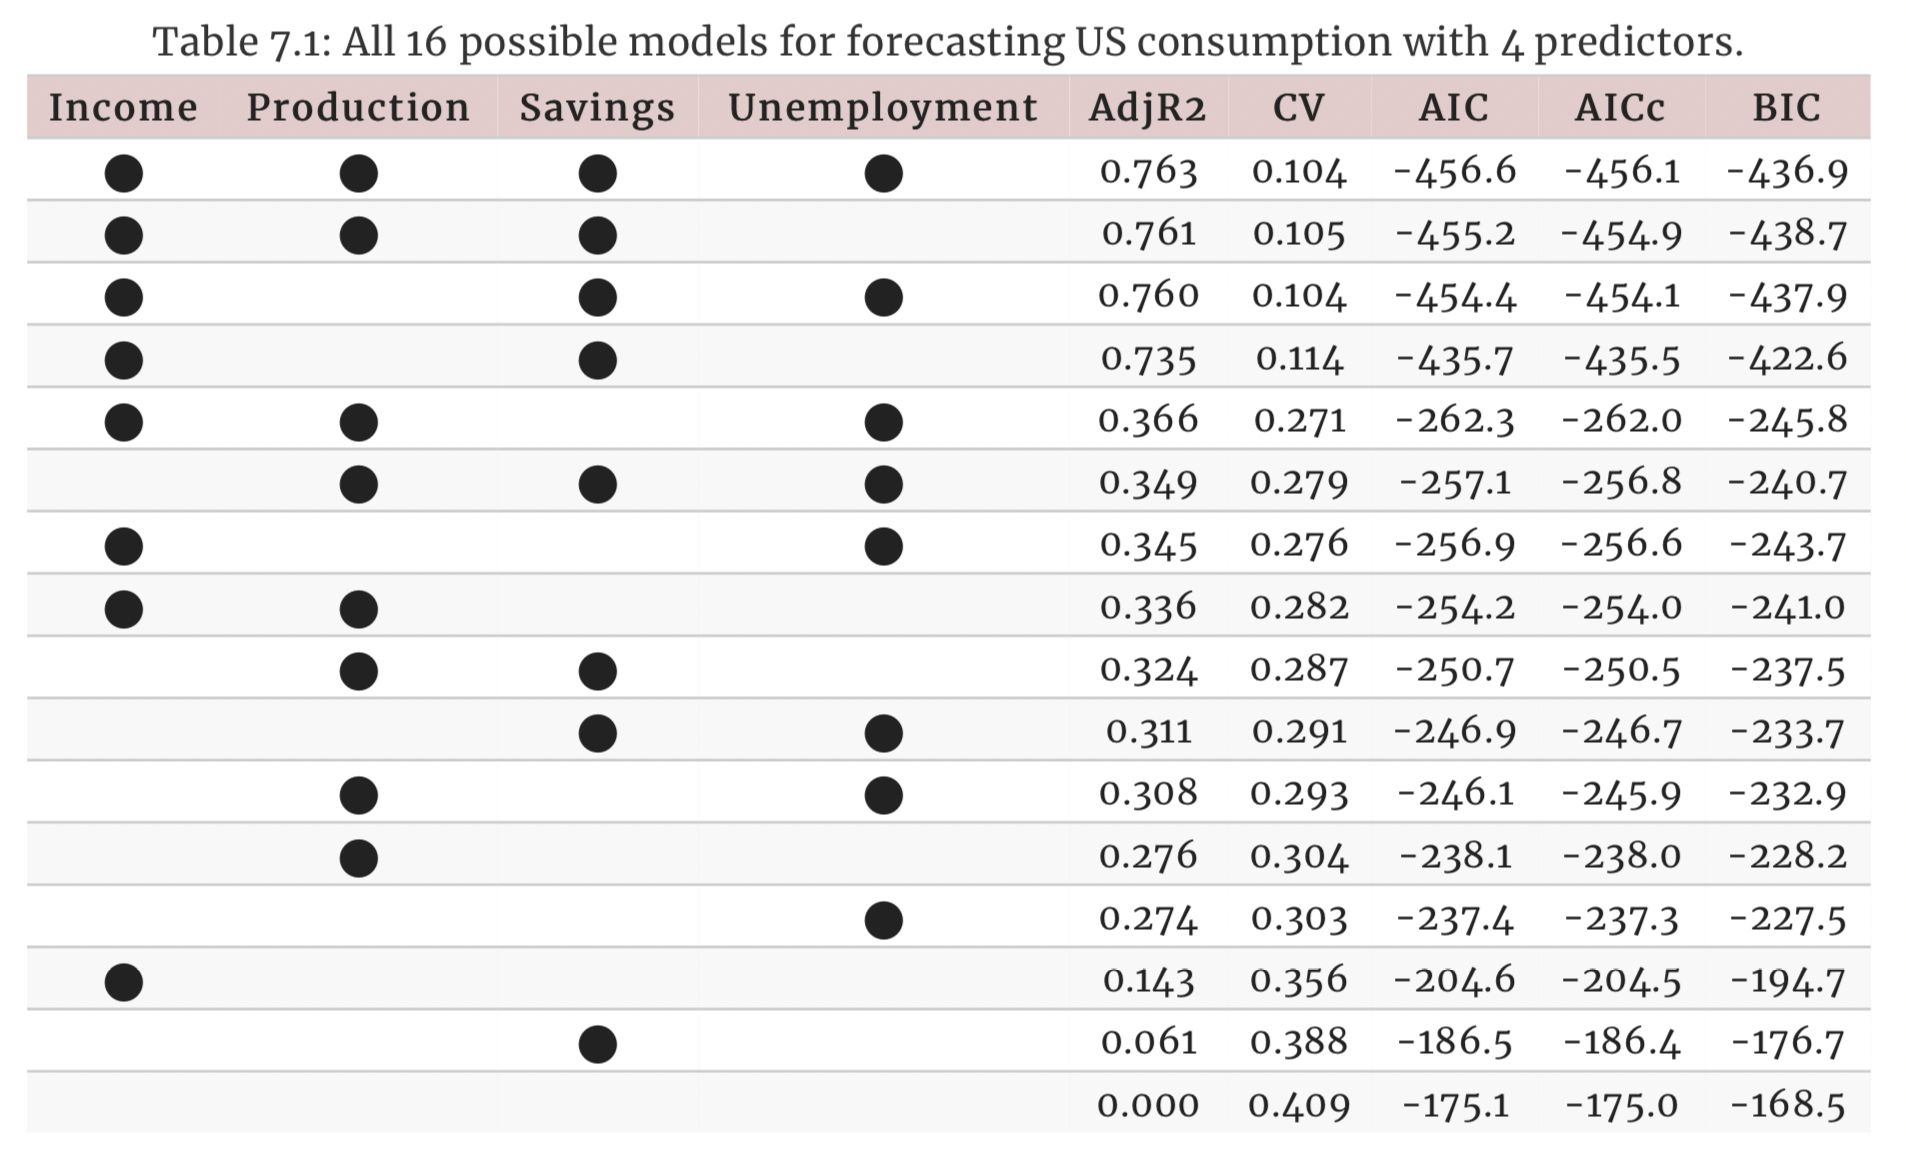 Table 7.1: All 16 possible models for forecasting US consumption with 4 predictors.
Income Production Savings Unemployment AdjR2 CV AIC AICc BIC
● ● ● ● 0.763 0.104 -456.6 -456.1 -436.9
● ● ● 0.761 0.105 -455.2 -454.9 -438.7
● ● ● 0.760 0.104 -454.4 -454.1 -437.9
● ● 0.735 0.114 -435.7 -435.5 -422.6
● ● ● 0.366 0.271 -262.3 -262.0 -245.8
● ● ● 0.349 0.279 -257.1 -256.8 -240.7
● ● 0.345 0.276 -256.9 -256.6 -243.7
● ● 0.336 0.282 -254.2 -254.0 -241.0
● ● 0.324 0.287 -250.7 -250.5 -237.5
● ● 0.311 0.291 -246.9 -246.7 -233.7
● ● 0.308 0.293 -246.1 -245.9 -232.9
● 0.276 0.304 -238.1 -238.0 -228.2
● 0.274 0.303 -237.4 -237.3 -227.5
● 0.143 0.356 -204.6 -204.5 -194.7
● 0.061 0.388 -186.5 -186.4 -176.7
0.000 0.409 -175.1 -175.0 -168.5